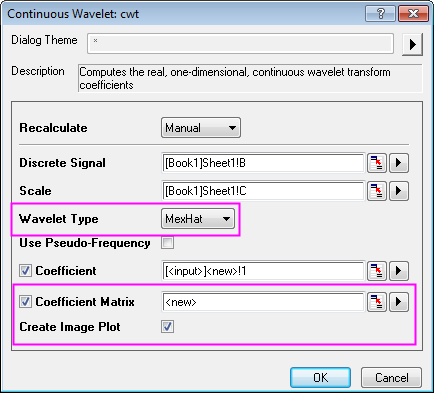 Continuous Wavelet: cwt
Dialog Theme *
Description Computes the real, one-dimensional, continuous wavelet transform
coefficients
Recalculate Manual
Discrete Signal [Book1]Sheet1!B
Scale [Book1]Sheet1!C
Wavelet Type MexHat
Use Pseudo-Frequency
Coefficient [<input>]<new>!1
Coefficient Matrix <new>
Create Image Plot
OK Cancel